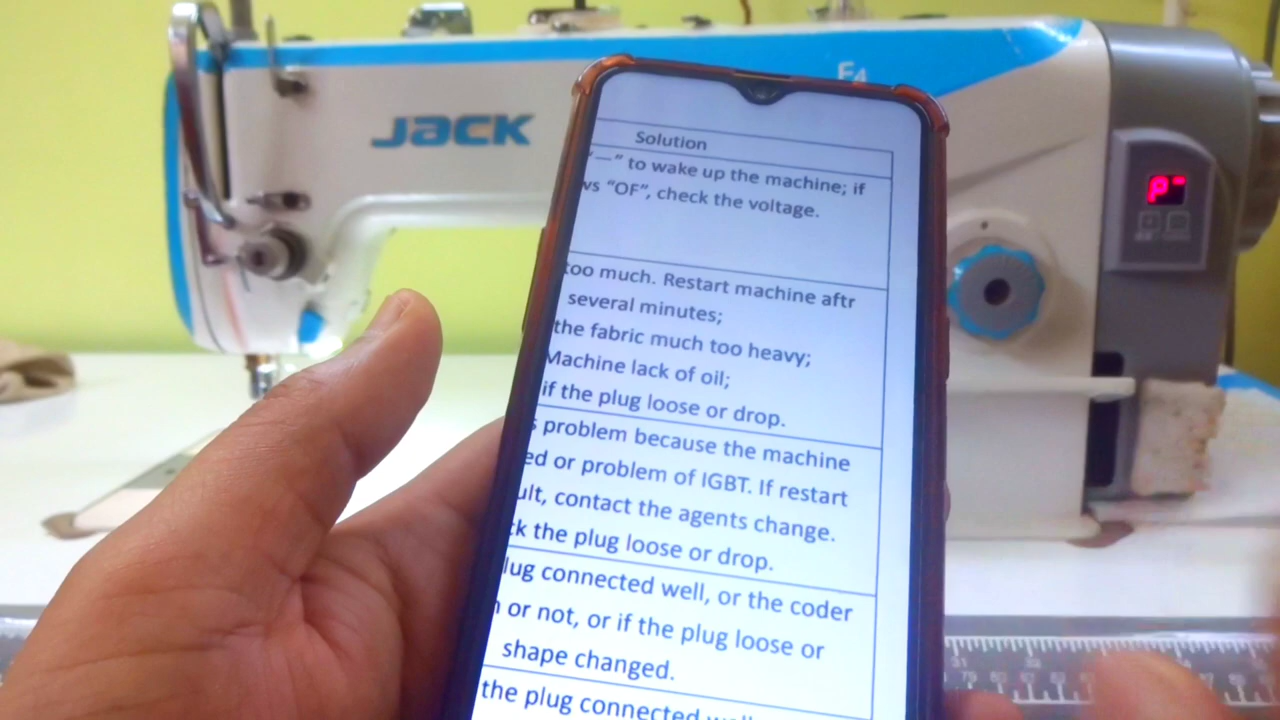 JACK
F4
P-
Solution
"—" to wake up the machine; if
"OF", check the voltage.
too much. Restart machine aftr
several minutes;
the fabric much too heavy;
Machine lack of oil;
if the plug loose or drop.
problem because the machine
or problem of IGBT. If restart
contact the agents change.
the plug loose or drop.
connected well, or the coder
or not, or if the plug loose or
shape changed.
the plug connected